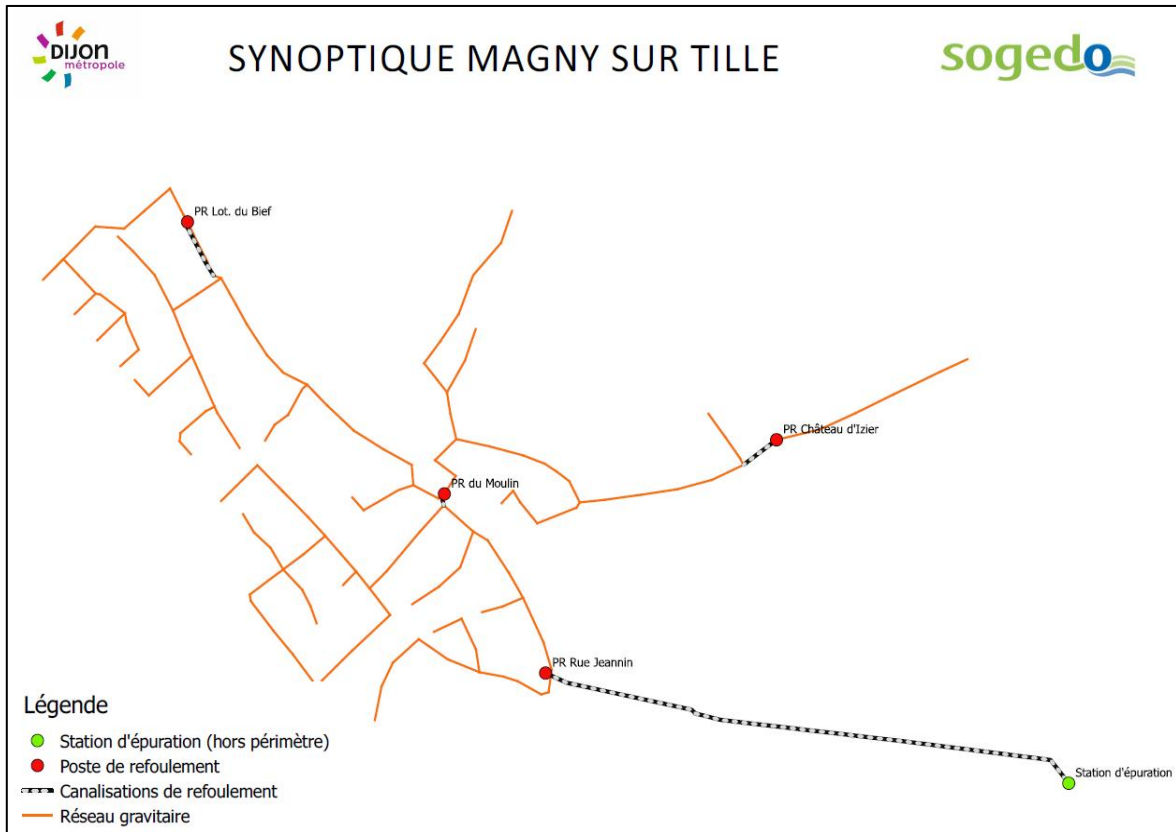 DIJON
métropole
SYNOPTIQUE MAGNY SUR TILLE
sogedo
PR Lot. du Bief
PR Château d'Izier
PR du Moulin
PR Rue Jeannin
Station d'épuration
Légende
Station d'épuration (hors périmètre)
Poste de refoulement
Canalisations de refoulement
Réseau gravitaire